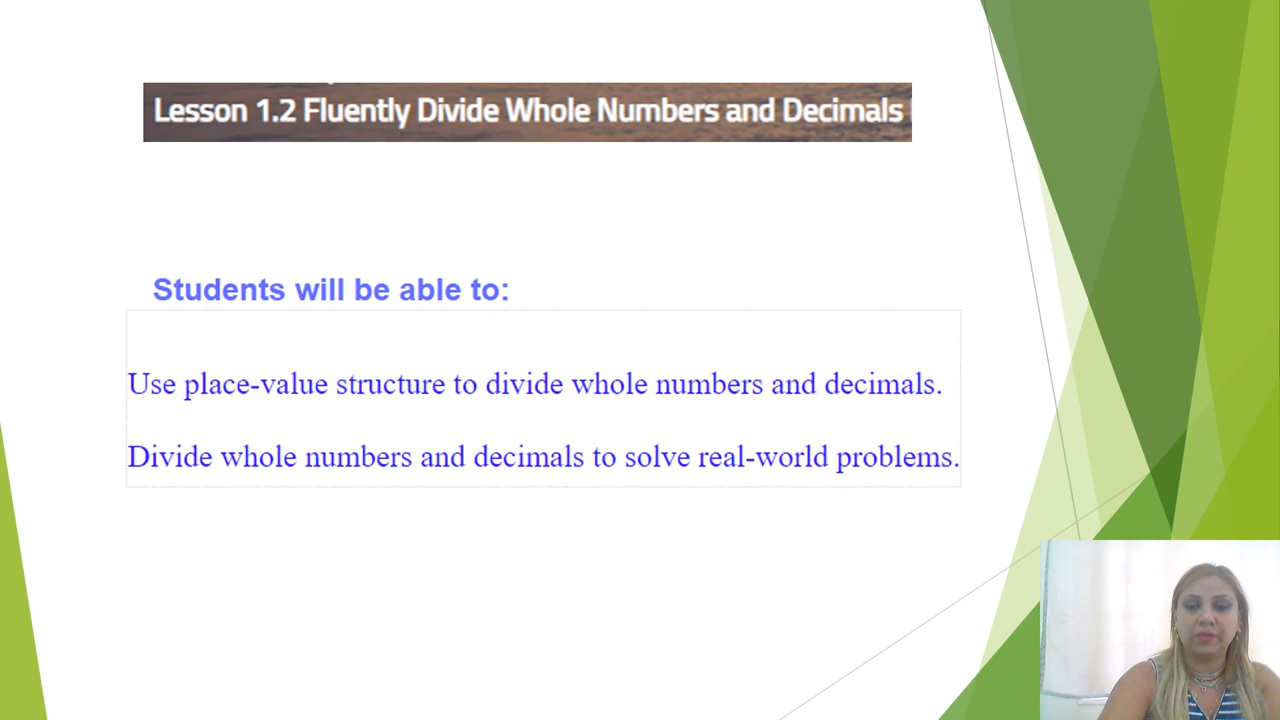 Lesson 1.2 Fluently Divide Whole Numbers and Decimals
Students will be able to:
Use place-value structure to divide whole numbers and decimals.
Divide whole numbers and decimals to solve real-world problems.